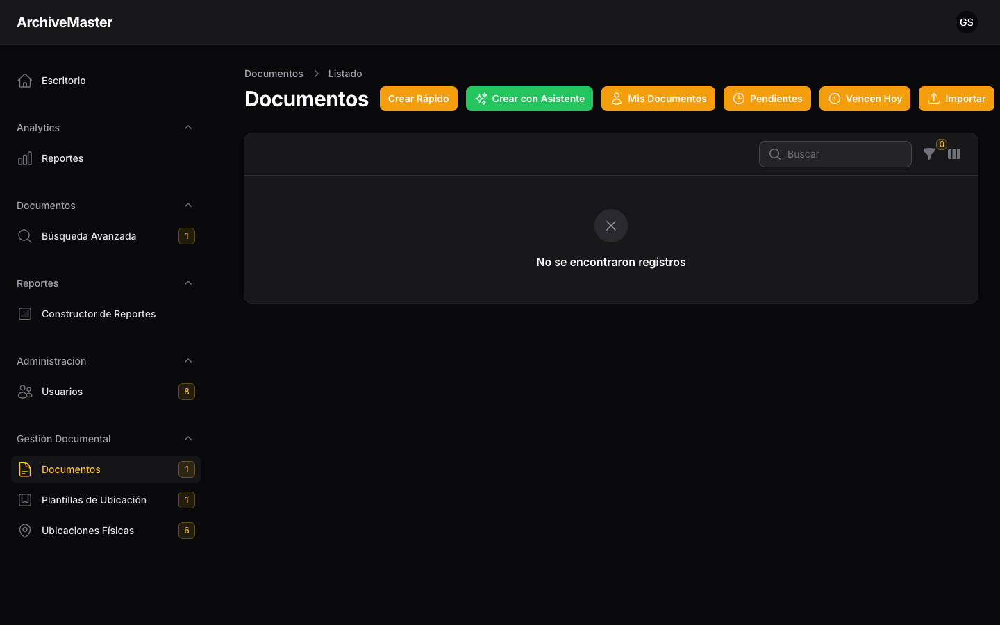 ArchiveMaster
GS
Escritorio
Analytics
Reportes
Documentos
Búsqueda Avanzada 1
Reportes
Constructor de Reportes
Administración
Usuarios 8
Gestión Documental
Documentos 1
Plantillas de Ubicación 1
Ubicaciones Físicas 6
Documentos Listado
Documentos
Crear Rápido
Crear con Asistente
Mis Documentos
Pendientes
Vencen Hoy
Importar
Buscar
0
No se encontraron registros